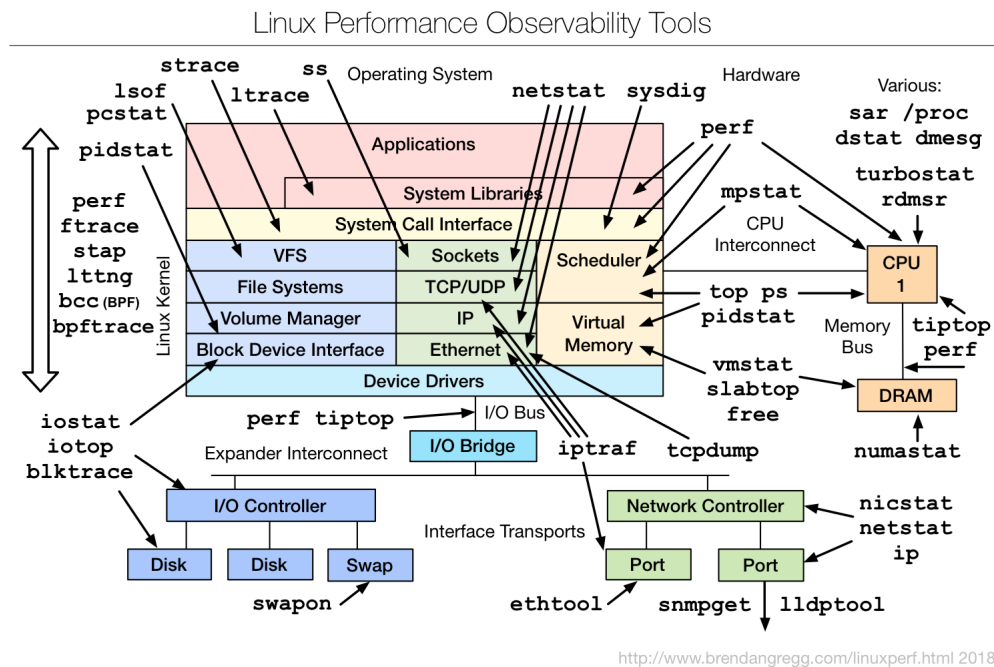 Linux Performance Observability Tools
strace
ss
Operating System
Hardware
Various:
lsof
ltrace
netstat
sysdig
pcstat
sar /proc
dstat dmesg
pidstat
Applications
perf
turbostat
rdmsr
System Libraries
mpstat
perf
ftrace
stap
lttng
bcc (BPF)
bpftrace
Linux Kernel
System Call Interface
CPU
Interconnect
VFS
Sockets
Scheduler
CPU
1
File Systems
TCP/UDP
top ps
pidstat
Volume Manager
IP
Virtual
Memory
Memory
Bus
tiptop
perf
Block Device Interface
Ethernet
vmstat
slabtop
free
Device Drivers
DRAM
iostat
iotop
blktrace
perf tiptop
I/O Bus
I/O Bridge
iptraf
tcpdump
numastat
Expander Interconnect
I/O Controller
Interface Transports
Network Controller
nicstat
netstat
ip
Disk
Disk
Swap
Port
Port
swapon
ethtool
snmpget
lldptool
http://www.brendangregg.com/linuxperf.html 2018